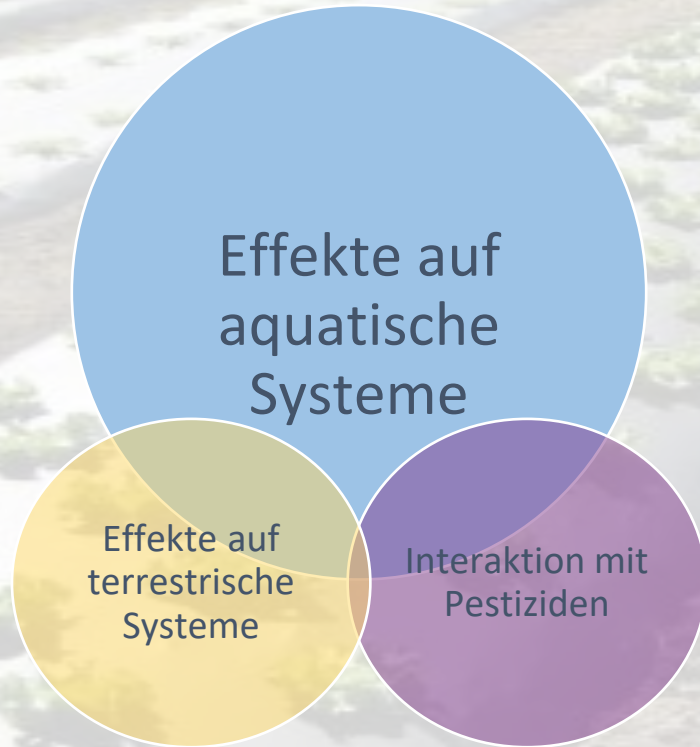 Effekte auf
aquatische
Systeme
Effekte auf
terrestrische
Systeme
Interaktion mit
Pestiziden